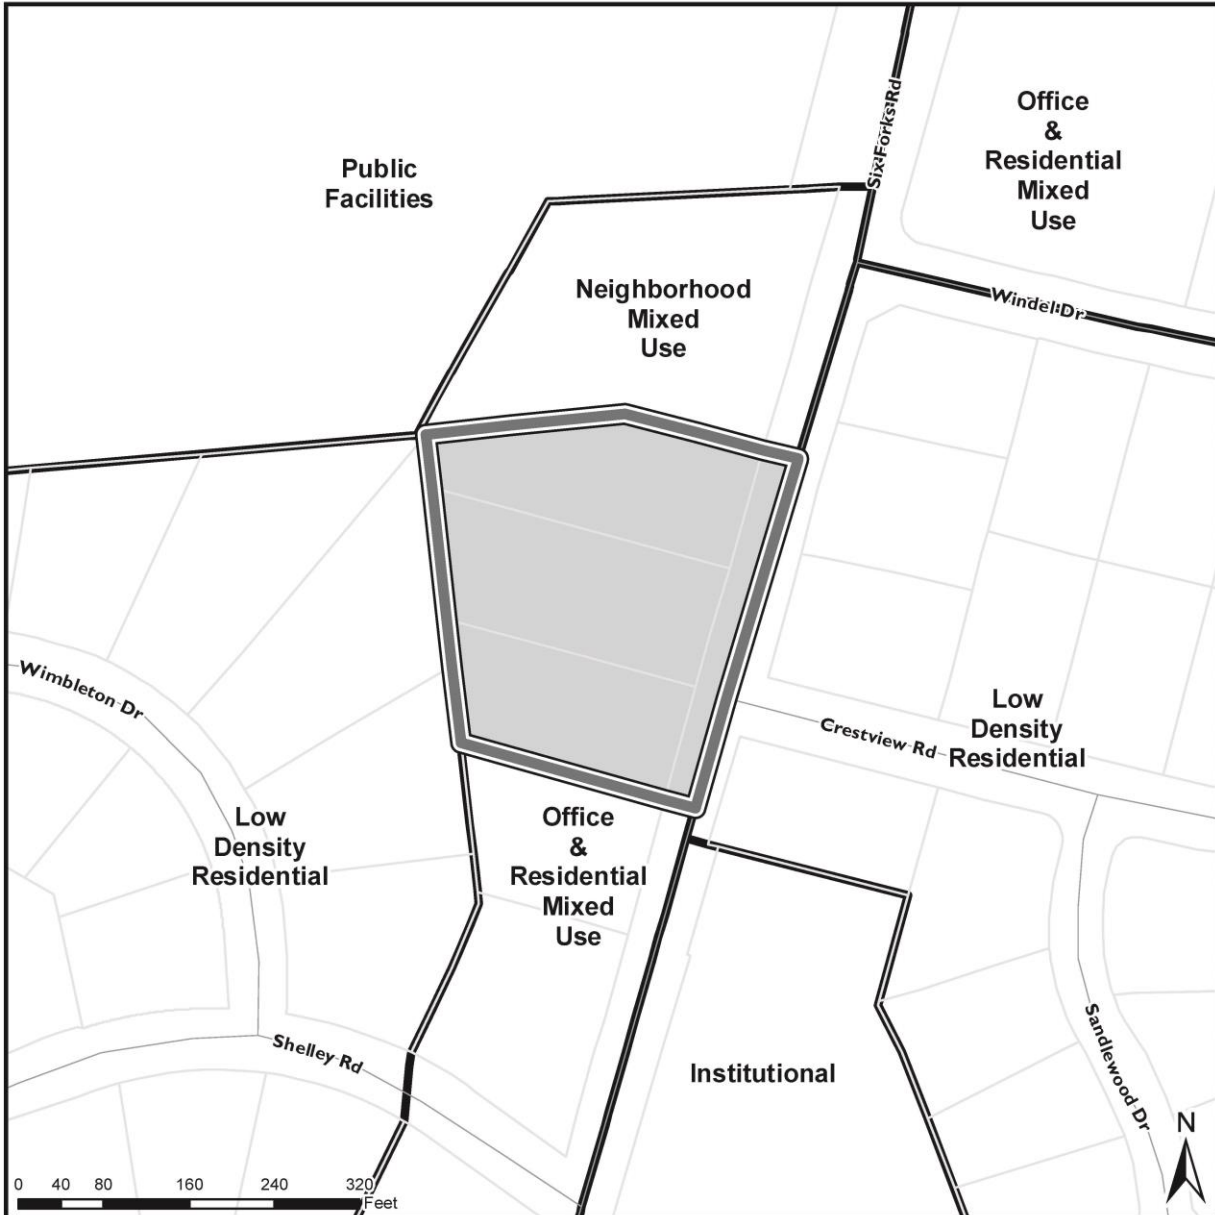 Public
Facilities
Six Forks Rd
Office
&
Residential
Mixed
Use
Neighborhood
Mixed
Use
Windel Dr
Wimbleton Dr
Low
Density
Residential
Crestview Rd
Low
Density
Residential
Office
&
Residential
Mixed
Use
Shelley Rd
Institutional
Sandlewood Dr
N
0 40 80 160 240 320
Feet